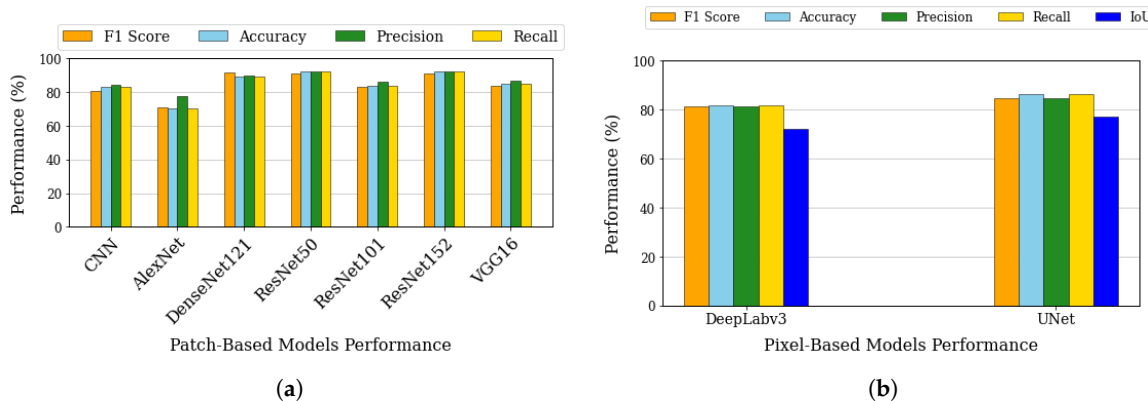 F1 Score Accuracy Precision Recall
100
80
60
40
20
0
Performance (%)
CNN AlexNet DenseNet121 ResNet50 ResNet101 ResNet152 VGG16
Patch-Based Models Performance
(a)
F1 Score Accuracy Precision Recall IoU
100
80
60
40
20
0
Performance (%)
DeepLabv3 UNet
Pixel-Based Models Performance
(b)